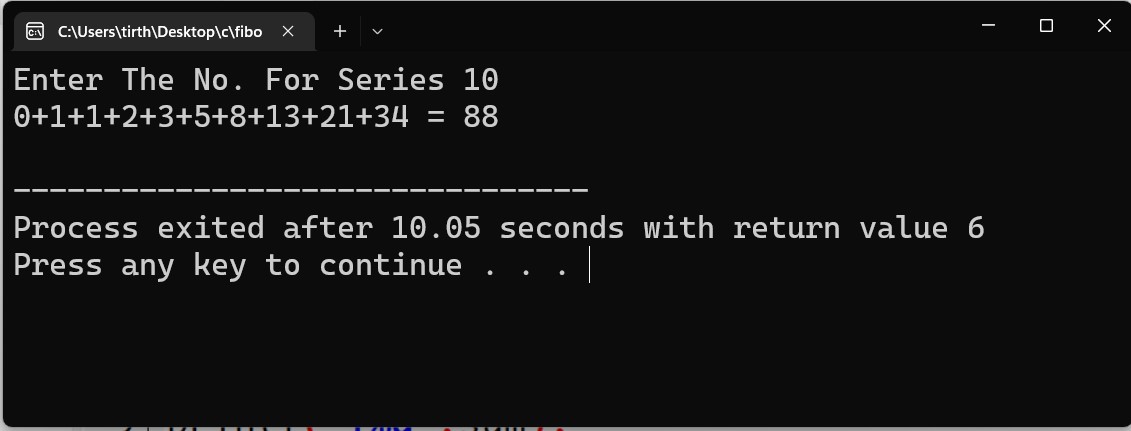 C:\Users\tirth\Desktop\c\fibo
Enter The No. For Series 10
0+1+1+2+3+5+8+13+21+34 = 88
--------------------------------
Process exited after 10.05 seconds with return value 6
Press any key to continue . . .